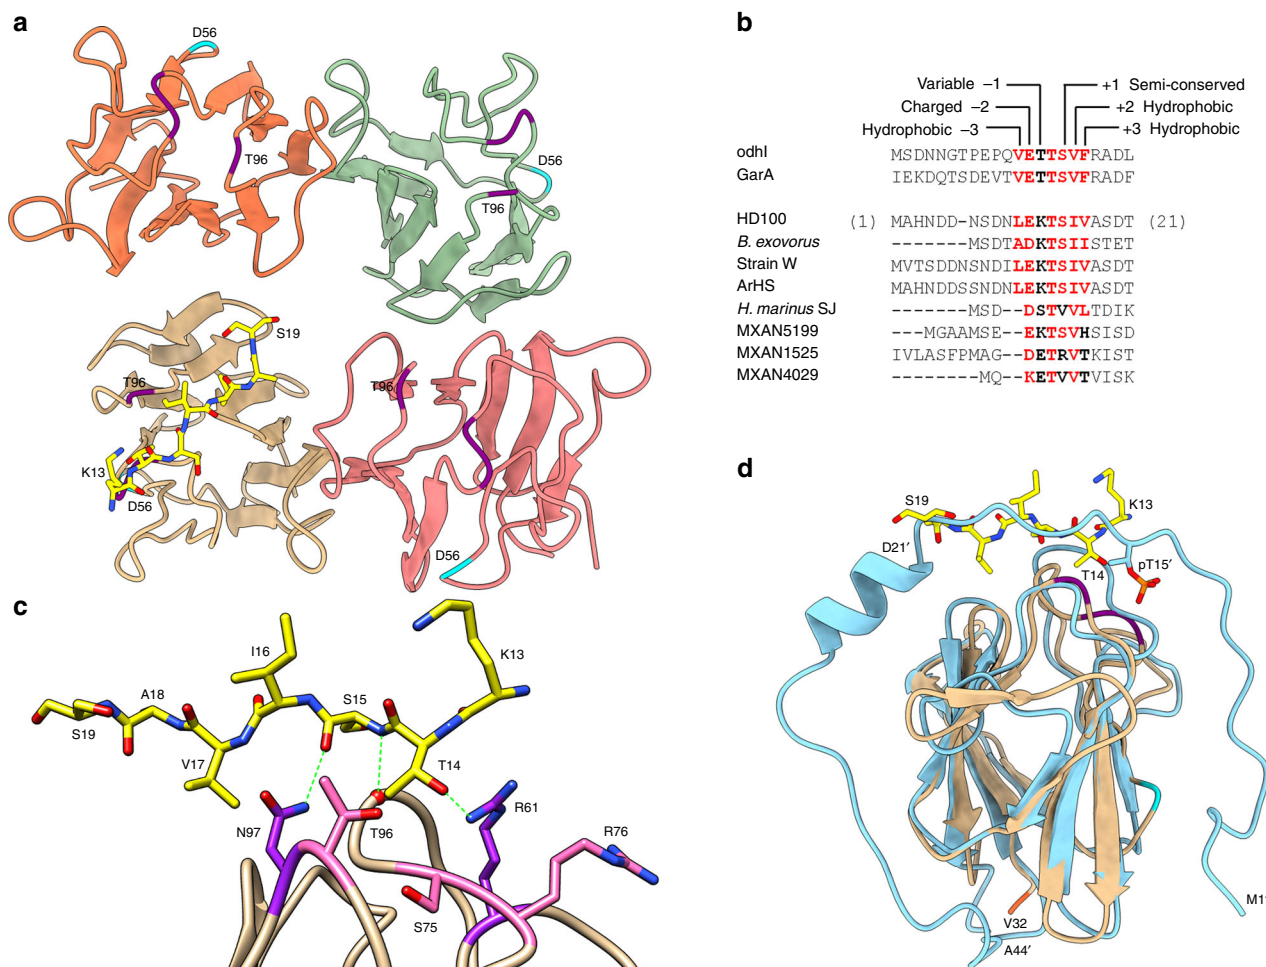 a
D56
T96
D56
T96
S19
T96
K13
D56
T96
D56
b
Variable −1
+1 Semi-conserved
Charged −2
+2 Hydrophobic
Hydrophobic −3
+3 Hydrophobic
odhI MSDNNGTPEPQVETTSVFRADL
GarA IEKDQTSDEVTVETTSVFRADF
HD100 (1) MAHNDD–NSDNLEKTSIVASDT (21)
B. exovorus –––––––MSDTADKTSIISTET
Strain W MVTSDDNSNDILEKTSIVASDT
ArHS MAHNDDSSNDNLEKTSIVASDT
H. marinus SJ –––––––MSD––DSTVVLTDIK
MXAN5199 –––MGAAMSE––EKTSVHSISD
MXAN1525 IVLASFPMAG––DETRVTKIST
MXAN4029 ––––––––MQ––KETVVTVISK
c
I16
K13
A18
S15
S19
V17
T14
N97
T96
R61
R76
S75
d
S19
K13
D21′
T14
pT15′
V32
A44′
M1′